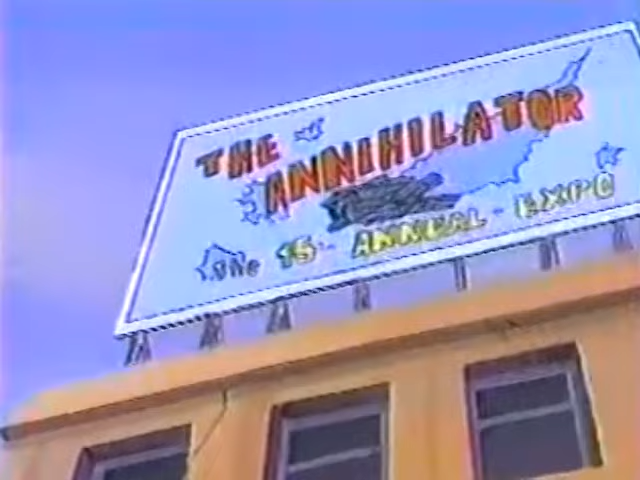 THE
ANNIHILATOR
The 15th ANNUAL - EXPO